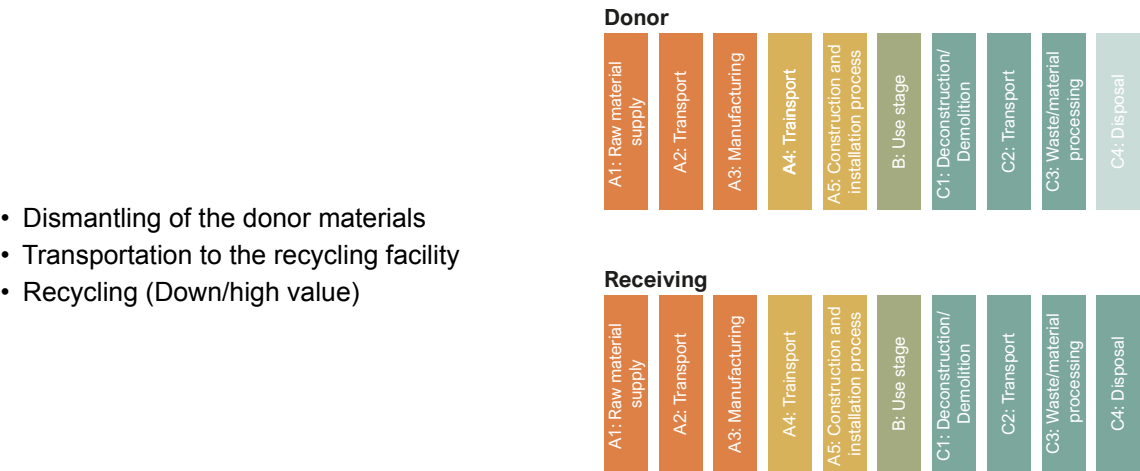 • Dismantling of the donor materials
• Transportation to the recycling facility
• Recycling (Down/high value)
Donor
A1: Raw material
supply
A2: Transport
A3: Manufacturing
A4: Trainsport
A5: Construction and
installation process
B: Use stage
C1: Deconstruction/
Demolition
C2: Transport
C3: Waste/material
processing
C4: Disposal
Receiving
A1: Raw material
supply
A2: Transport
A3: Manufacturing
A4: Trainsport
A5: Construction and
installation process
B: Use stage
C1: Deconstruction/
Demolition
C2: Transport
C3: Waste/material
processing
C4: Disposal